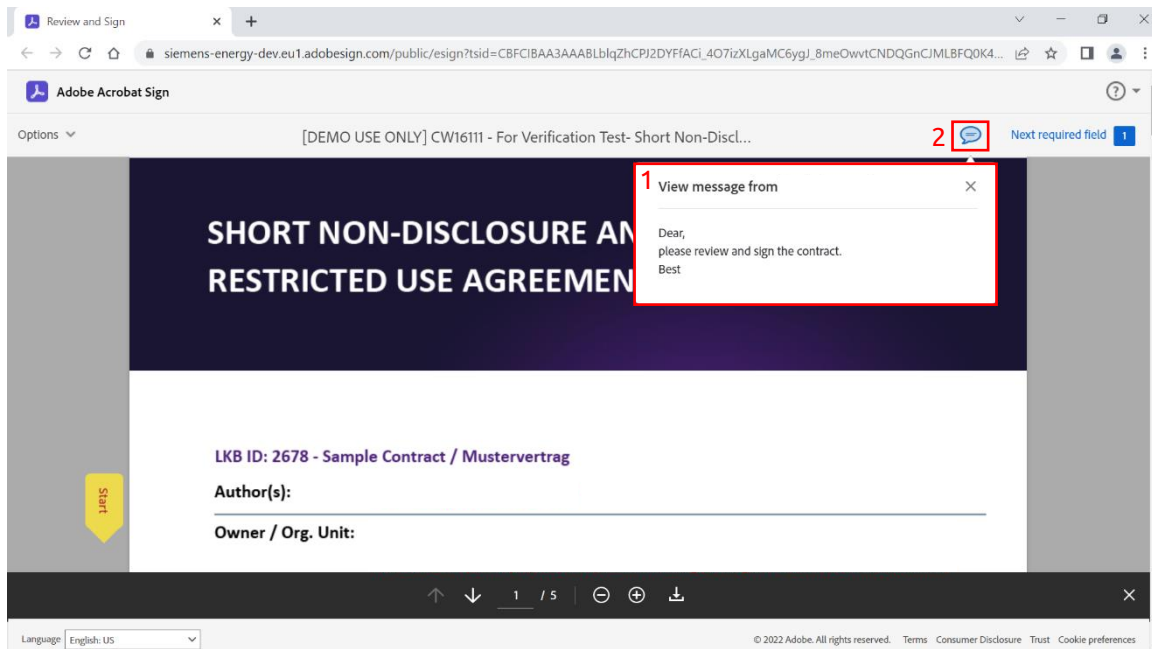 Review and Sign
siemens-energy-dev.eu1.adobesign.com/public/esign?tsid=CBFCIBAA3AAABLblqZhCPJ2DYFfACi_4O7izXLgaMC6ygJ_8meOwvtCNDQGnCJMLBFQ0K4...
Adobe Acrobat Sign
Options
[DEMO USE ONLY] CW16111 - For Verification Test- Short Non-Discl...
2
Next required field 1
1 View message from
Dear,
please review and sign the contract.
Best
SHORT NON-DISCLOSURE AN
RESTRICTED USE AGREEMEN
LKB ID: 2678 - Sample Contract / Mustervertrag
Start
Author(s):
Owner / Org. Unit:
1 / 5
Language English: US
© 2022 Adobe. All rights reserved. Terms Consumer Disclosure Trust Cookie preferences